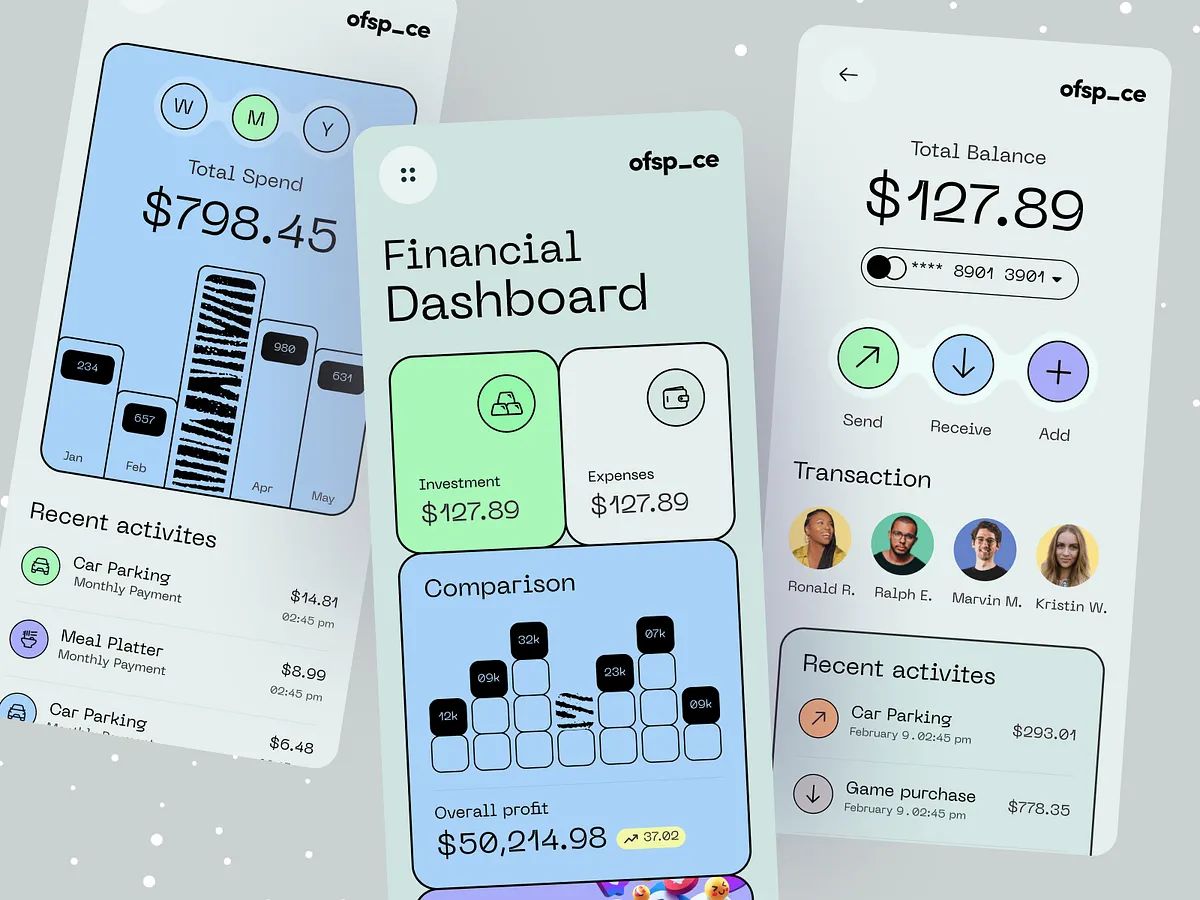 ofsp_ce
W
M
Y
Total Spend
$798.45
234
657
980
631
Jan
Feb
Apr
May
Recent activites
Car Parking
Monthly Payment
$14.81
02:45 pm
Meal Platter
Monthly Payment
$8.99
02:45 pm
Car Parking
$6.48
ofsp_ce
Financial
Dashboard
Investment
$127.89
Expenses
$127.89
Comparison
12k
09k
32k
23k
07k
09k
Overall profit
$50,214.98
37.02
ofsp_ce
Total Balance
$127.89
**** 8901 3901
Send
Receive
Add
Transaction
Ronald R.
Ralph E.
Marvin M.
Kristin W.
Recent activites
Car Parking
February 9 . 02:45 pm
$293.01
Game purchase
February 9 . 02:45 pm
$778.35